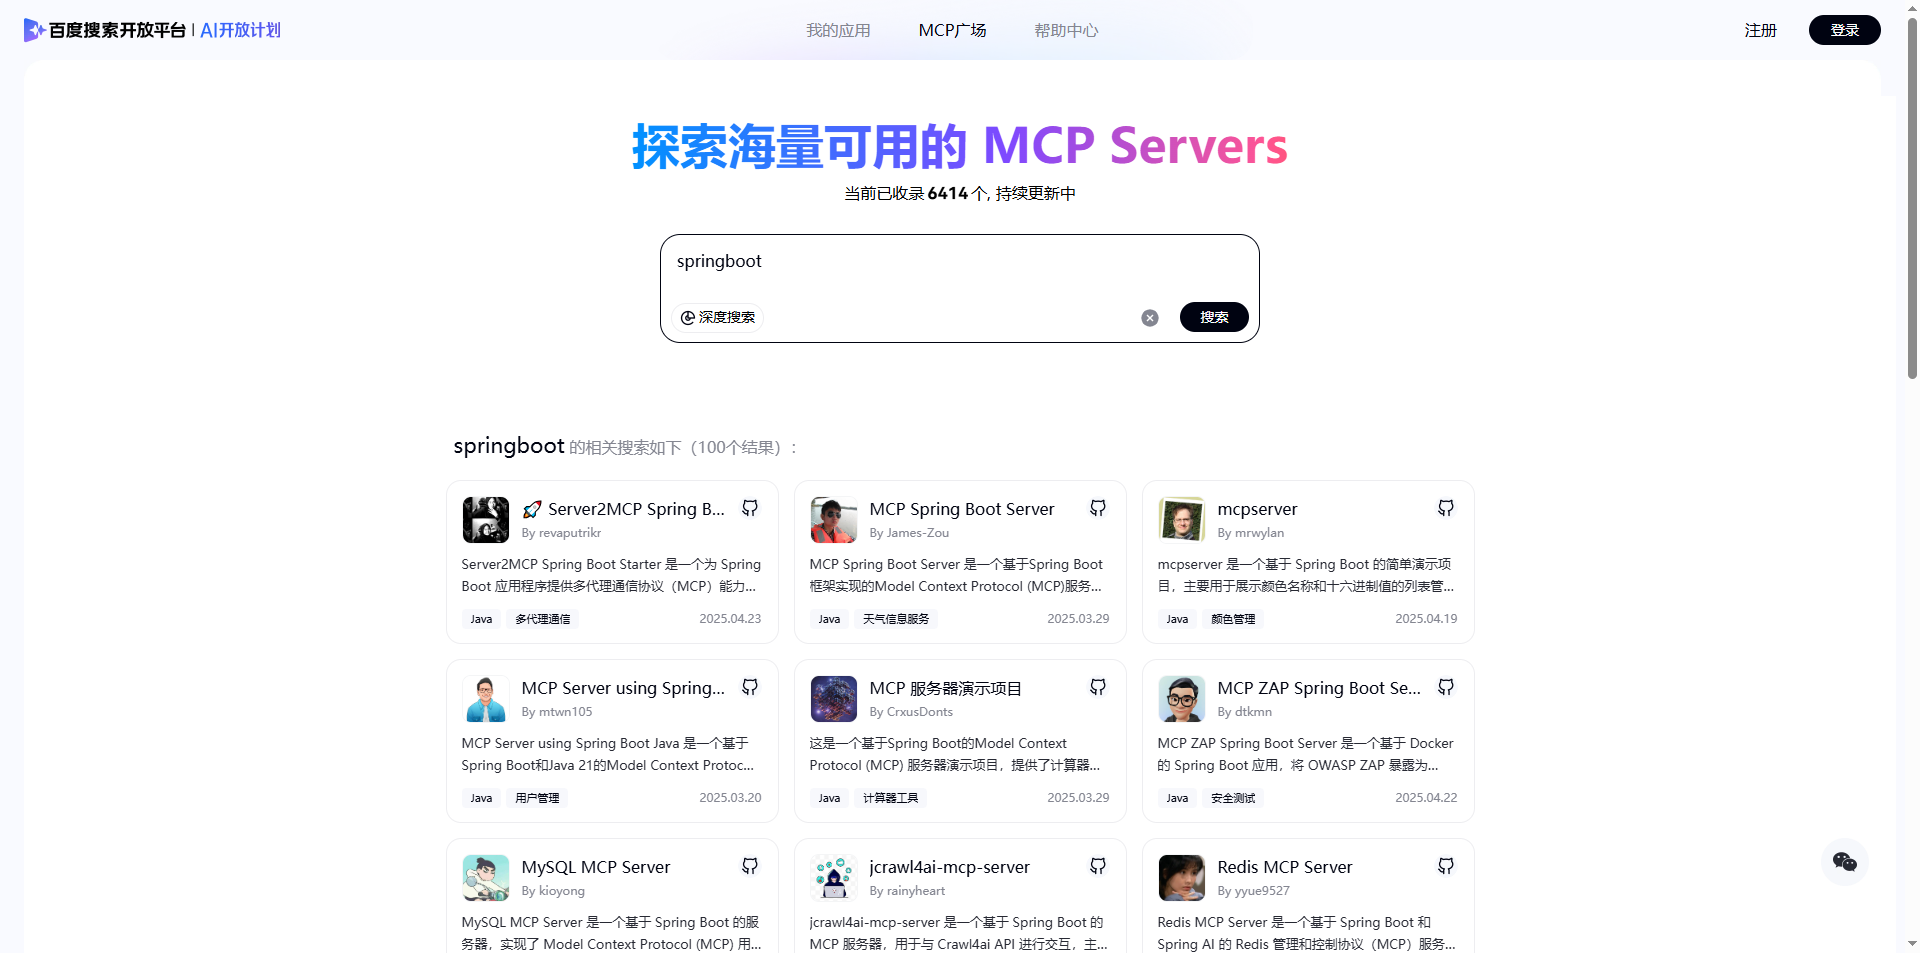 百度搜索开放平台 | AI开放计划
我的应用
MCP广场
帮助中心
注册
登录
探索海量可用的 MCP Servers
当前已收录 6414 个, 持续更新中
springboot
深度搜索
搜索
springboot 的相关搜索如下（100个结果）:
🚀 Server2MCP Spring B...
By revaputrikr
Server2MCP Spring Boot Starter 是一个为 Spring
Boot 应用程序提供多代理通信协议（MCP）能力...
Java 多代理通信 2025.04.23
MCP Spring Boot Server
By James-Zou
MCP Spring Boot Server 是一个基于Spring Boot
框架实现的Model Context Protocol (MCP)服务...
Java 天气信息服务 2025.03.29
mcpserver
By mrwylan
mcpserver 是一个基于 Spring Boot 的简单演示项
目，主要用于展示颜色名称和十六进制值的列表管...
Java 颜色管理 2025.04.19
MCP Server using Spring...
By mtwn105
MCP Server using Spring Boot Java 是一个基于
Spring Boot和Java 21的Model Context Protoc...
Java 用户管理 2025.03.20
MCP 服务器演示项目
By CrxusDonts
这是一个基于Spring Boot的Model Context
Protocol (MCP) 服务器演示项目，提供了计算器...
Java 计算器工具 2025.03.29
MCP ZAP Spring Boot Se...
By dtkmn
MCP ZAP Spring Boot Server 是一个基于 Docker
的 Spring Boot 应用，将 OWASP ZAP 暴露为...
Java 安全测试 2025.04.22
MySQL MCP Server
By kioyong
MySQL MCP Server 是一个基于 Spring Boot 的服
务器，实现了 Model Context Protocol (MCP) 用...
jcrawl4ai-mcp-server
By rainyheart
jcrawl4ai-mcp-server 是一个基于 Spring Boot 的
MCP 服务器，用于与 Crawl4ai API 进行交互，主...
Redis MCP Server
By yyue9527
Redis MCP Server 是一个基于 Spring Boot 和
Spring AI 的 Redis 管理和控制协议（MCP）服务...